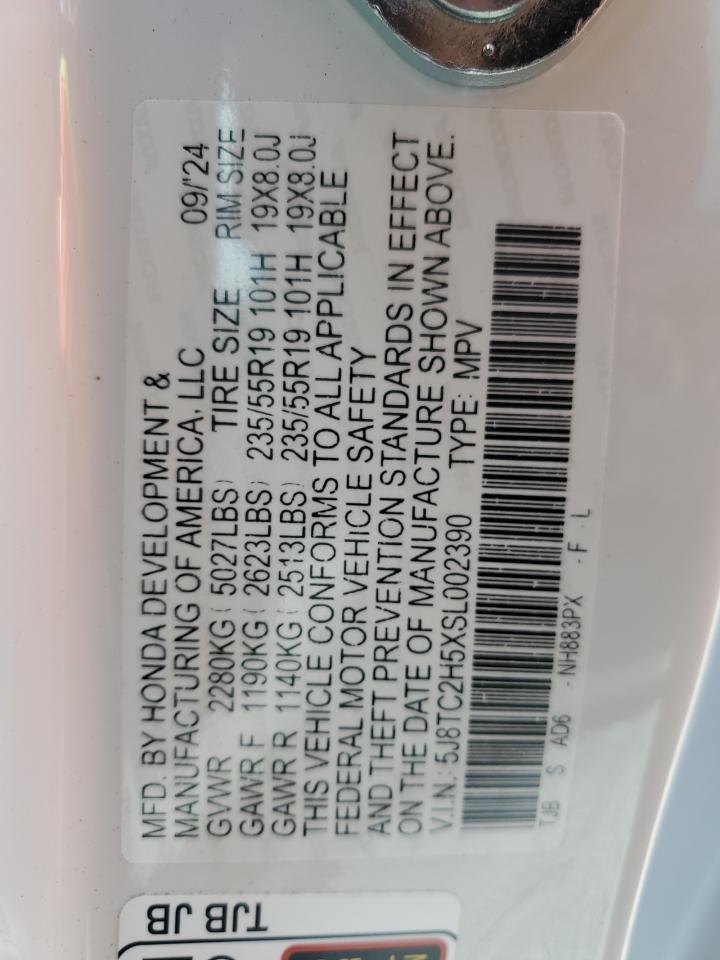 MFD. BY HONDA DEVELOPMENT &
MANUFACTURING OF AMERICA, LLC 09/'24
GVWR 2280KG ( 5027LBS) TIRE SIZE RIM SIZE
GAWR F 1190KG ( 2623LBS) 235/55R19 101H 19X8.0J
GAWR R 1140KG ( 2513LBS) 235/55R19 101H 19X8.0J
THIS VEHICLE CONFORMS TO ALL APPLICABLE
FEDERAL MOTOR VEHICLE SAFETY
AND THEFT PREVENTION STANDARDS IN EFFECT
ON THE DATE OF MANUFACTURE SHOWN ABOVE.
V.I.N.: 5J8TC2H5XSL002390 TYPE: MPV
TJB S AD6 - NH883PX - F L
TJB JB